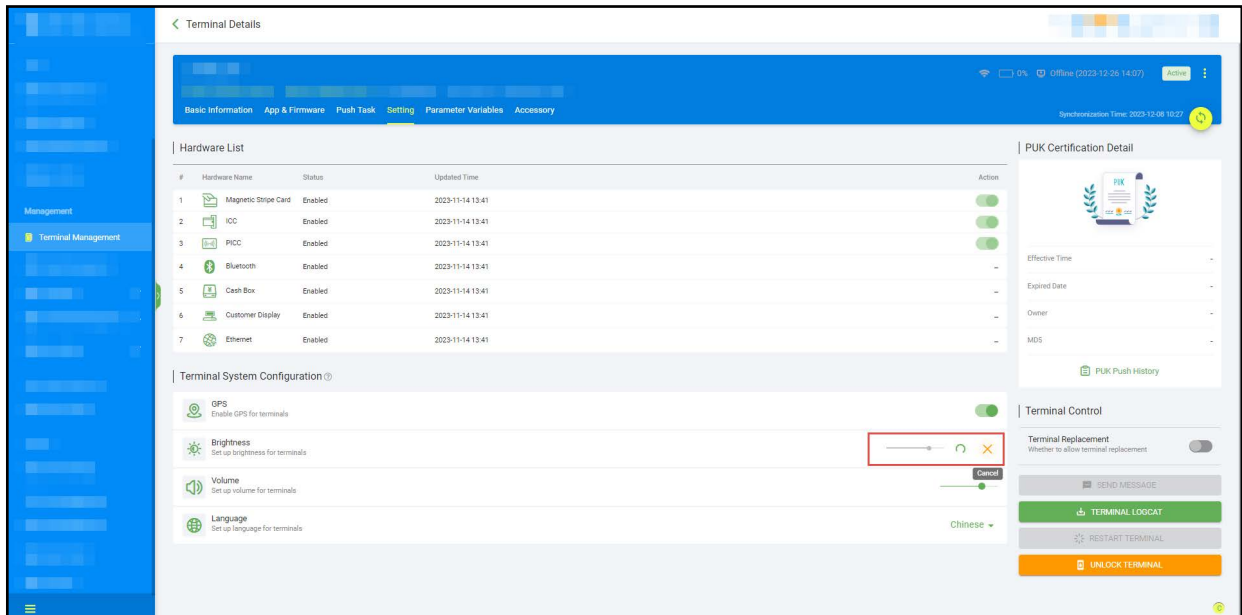 Terminal Details
0% Offline (2023-12-26 14:07) Active
Basic Information App & Firmware Push Task Setting Parameter Variables Accessory
Synchronization Time: 2023-12-08 10:27
Management
Terminal Management
Hardware List
# Hardware Name Status Updated Time Action
1 Magnetic Stripe Card Enabled 2023-11-14 13:41
2 ICC Enabled 2023-11-14 13:41
3 PICC Enabled 2023-11-14 13:41
4 Bluetooth Enabled 2023-11-14 13:41 –
5 Cash Box Enabled 2023-11-14 13:41 –
6 Customer Display Enabled 2023-11-14 13:41 –
7 Ethernet Enabled 2023-11-14 13:41 –
Terminal System Configuration
GPS
Enable GPS for terminals
Brightness
Set up brightness for terminals
Cancel
Volume
Set up volume for terminals
Language
Set up language for terminals
Chinese
PUK Certification Detail
PUK
Effective Time -
Expired Date -
Owner -
MD5 -
PUK Push History
Terminal Control
Terminal Replacement
Whether to allow terminal replacement
SEND MESSAGE
TERMINAL LOGCAT
RESTART TERMINAL
UNLOCK TERMINAL